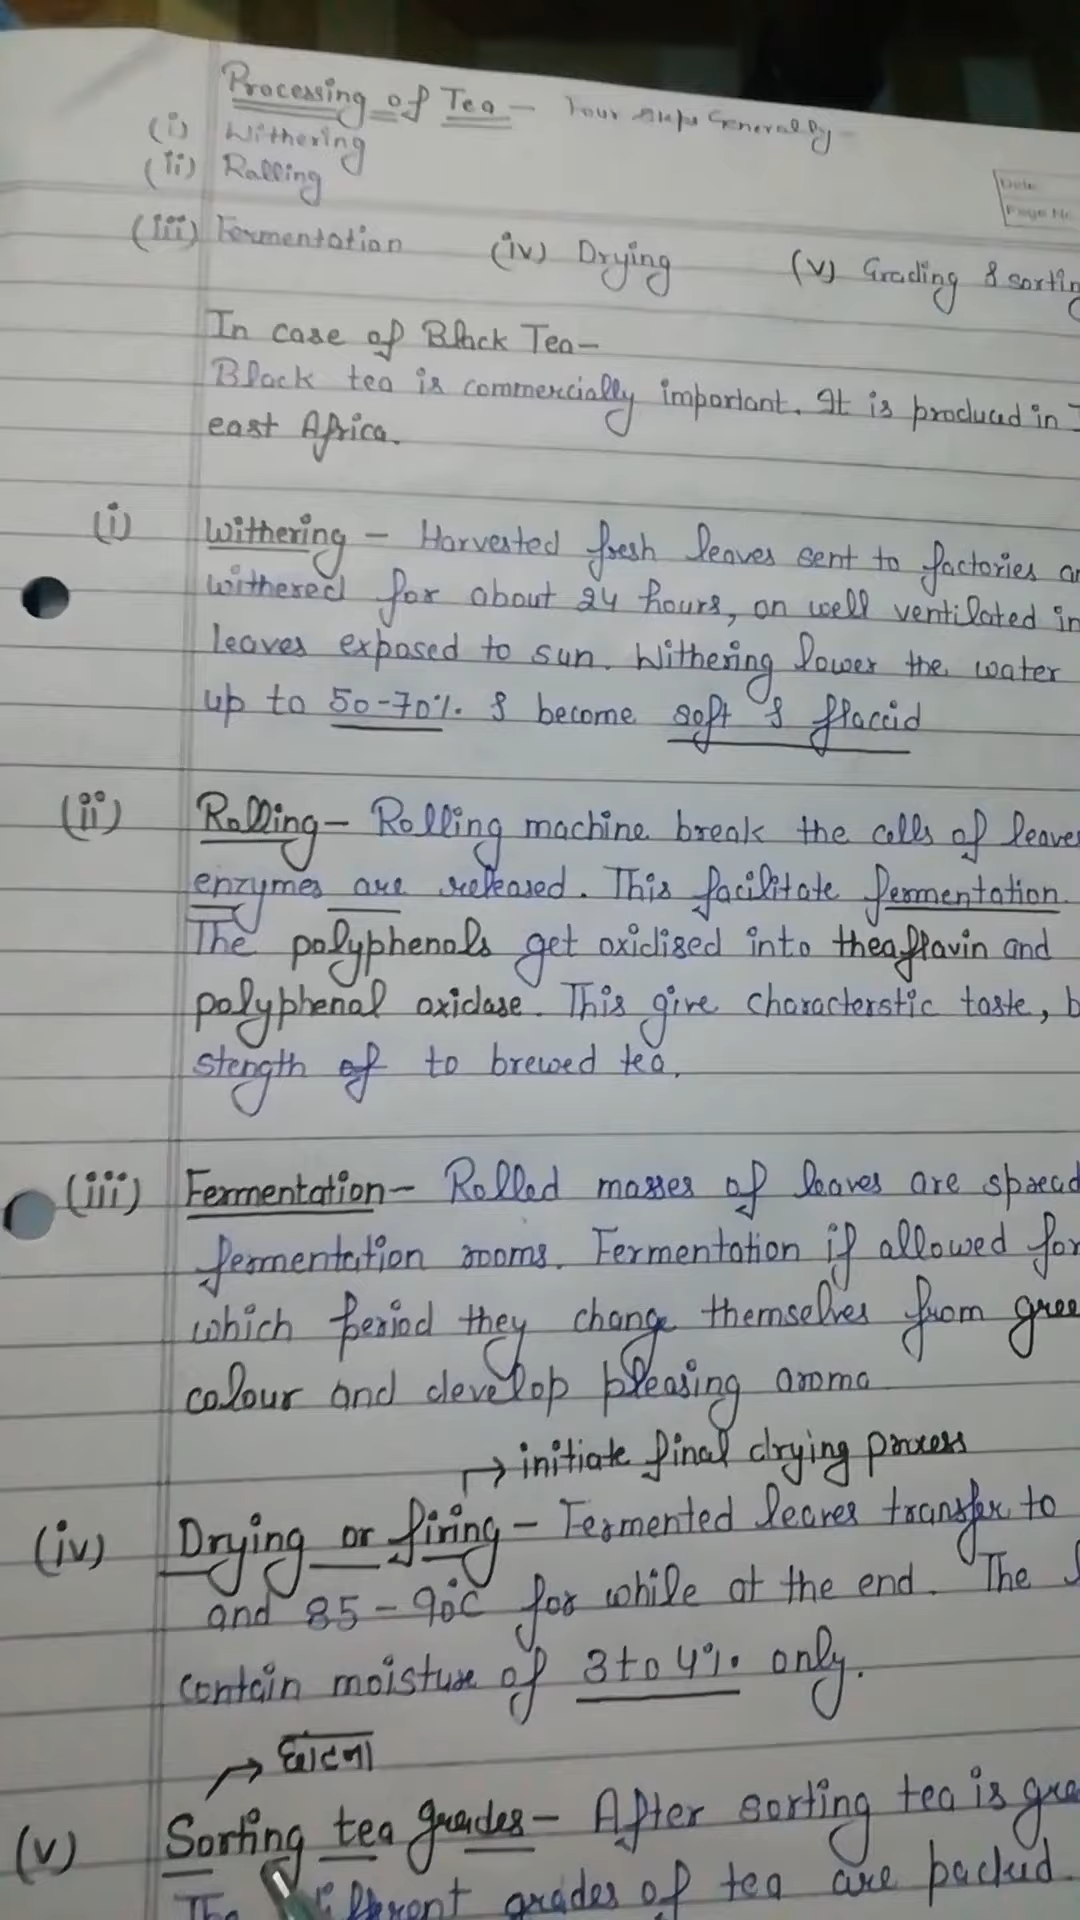 Processing of Tea - Four steps Generally -
(i) Withering
(ii) Ralling
Date
Page No.
(iii) Fermentation (iv) Drying (v) Grading & sorting
In case of Black Tea-
Black tea is commercially important. It is produced in
east Africa.
(i) Withering - Harvested fresh leaves sent to factories
withered for about 24 hours, on well ventilated in
leaves exposed to sun. Withering lower the water
up to 50-70% & become soft & flaccid
(ii) Rolling- Rolling machine break the cells of leaves
enzymes are released. This facilitate fermentation.
The polyphenols get oxidised into theaflavin and
polyphenol oxidase. This give characterstic taste, b
stength of to brewed tea.
(iii) Fermentation- Rolled masses of leaves are spread
fermentation rooms. Fermentation if allowed for
which period they change themselves from gree
colour and develop pleasing aroma
→ initiate final drying process
(iv) Drying or firing - Fermented leaves transfer to
and 85-90°C for while at the end. The
contain moisture of 3 to 4% only.
→ छाटना
(v) Sorting tea grades - After sorting tea is gra
grades of tea are packed.